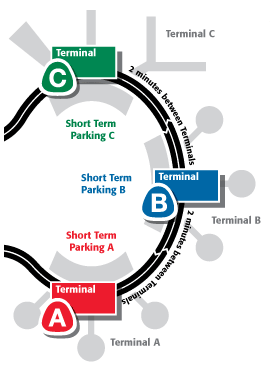 Terminal C
Terminal
C
2 minutes between Terminals
Short Term
Parking C
Short Term
Parking B
Terminal
B
Terminal B
Short Term
Parking A
2 minutes between Terminals
Terminal
A
Terminal A